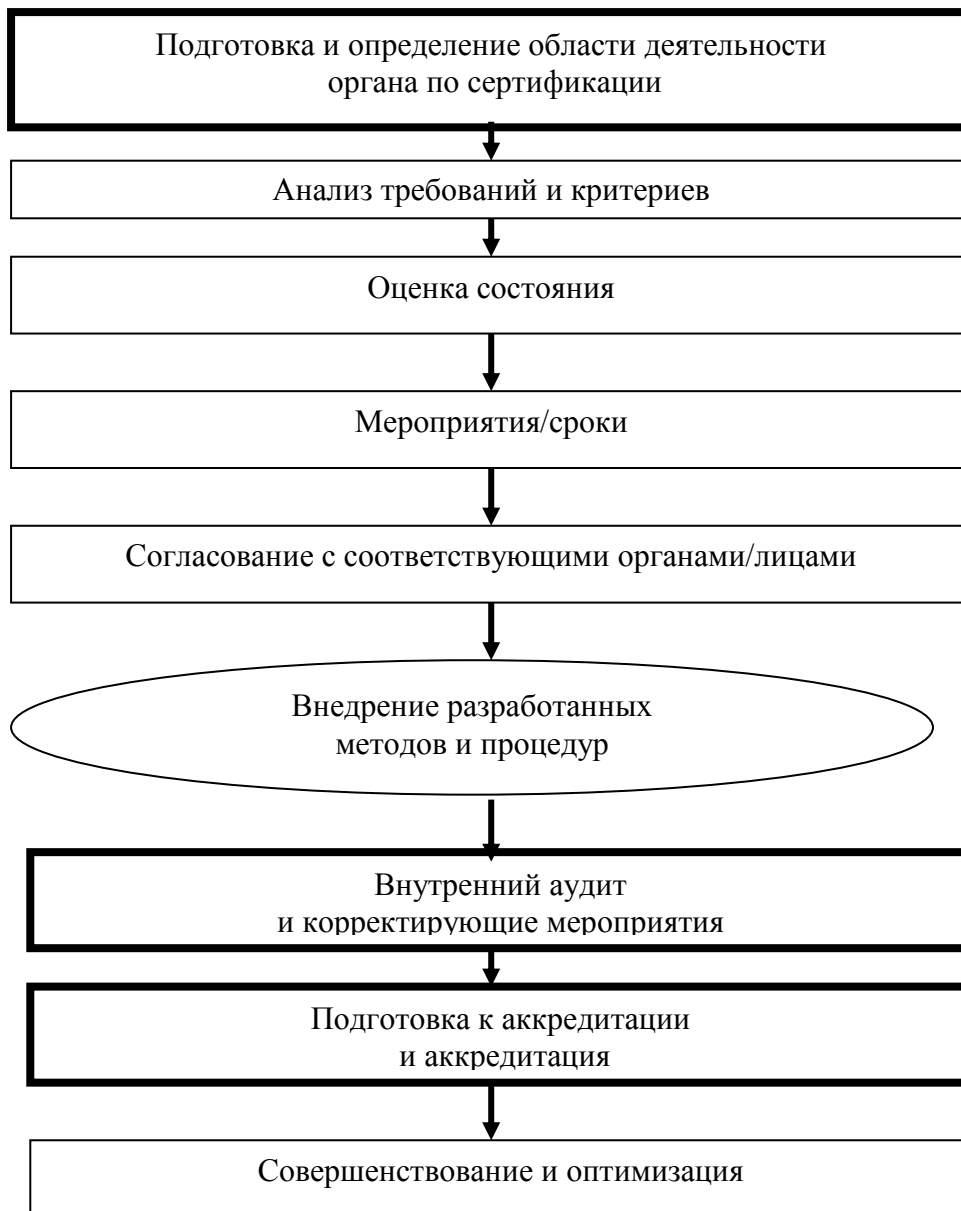 Подготовка и определение области деятельности
органа по сертификации
Анализ требований и критериев
Оценка состояния
Мероприятия/сроки
Согласование с соответствующими органами/лицами
Внедрение разработанных
методов и процедур
Внутренний аудит
и корректирующие мероприятия
Подготовка к аккредитации
и аккредитация
Совершенствование и оптимизация